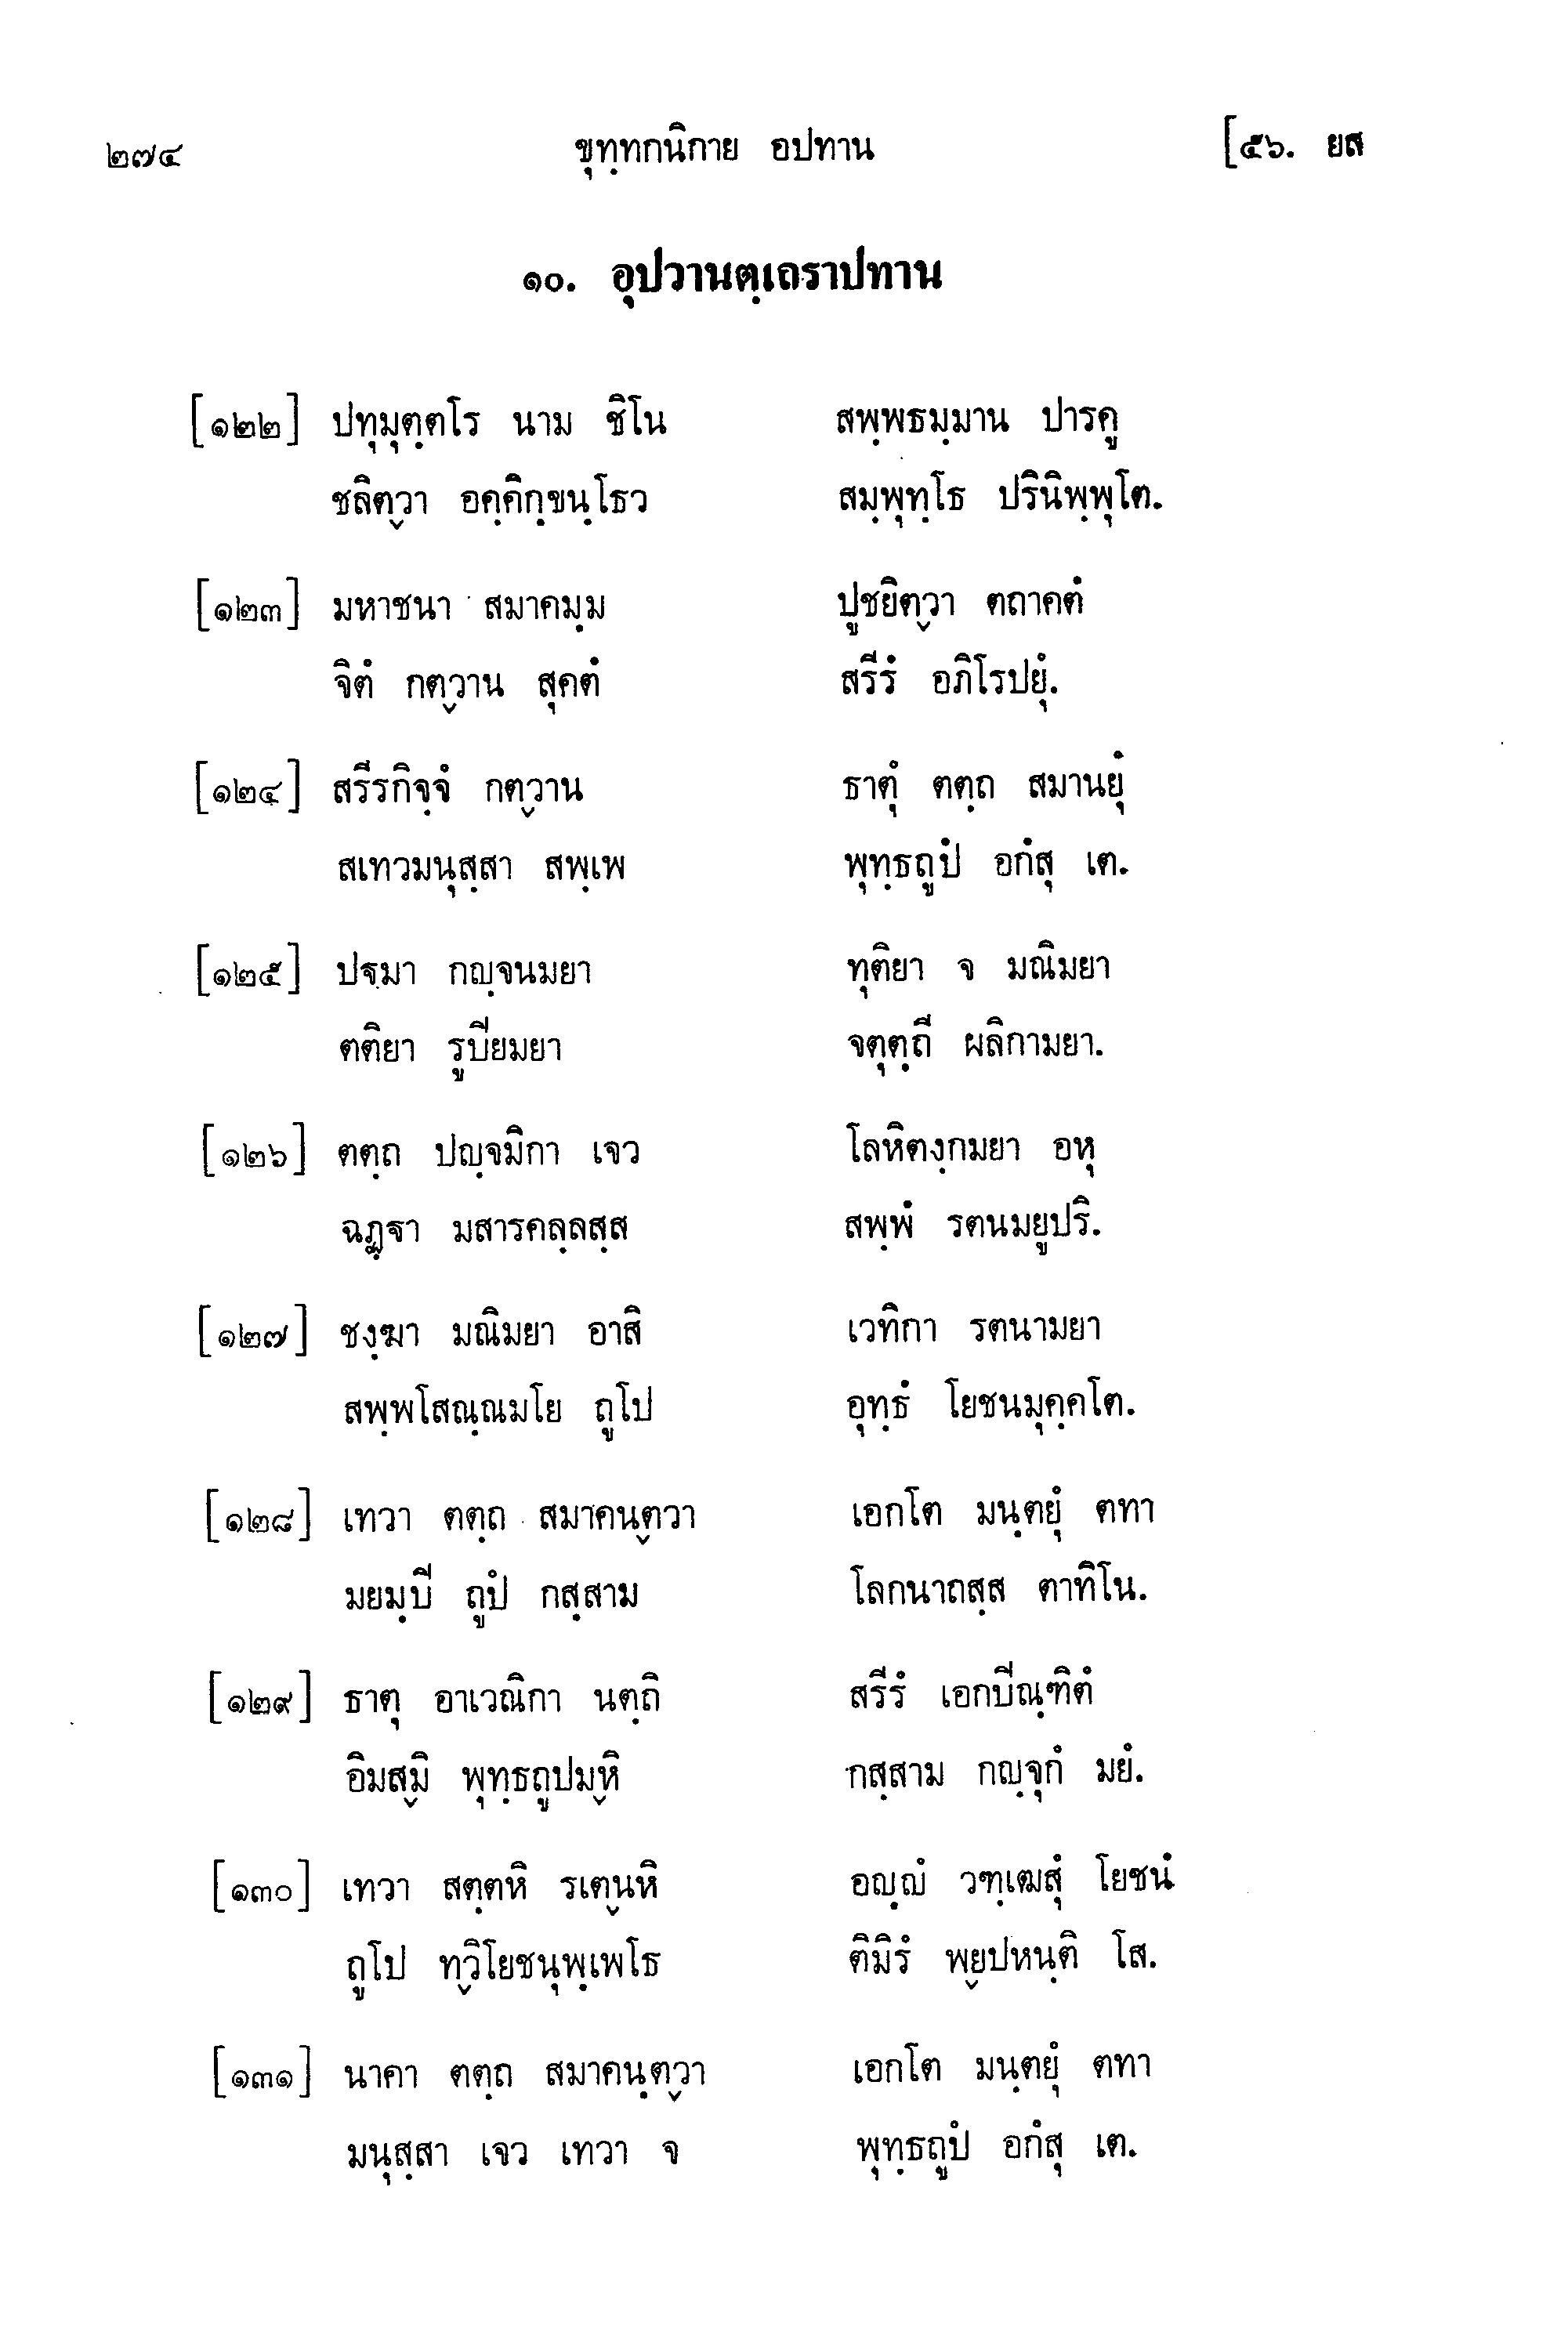 ๒๗๔ ขุทฺทกนิกาย อปทาน [๕๖. ยส
๑๐. อุปวานตฺเถราปทาน
[๑๒๒] ปทุมุตฺตโร นาม ชิโน สพฺพธมฺมาน ปารคู
ชลิตฺวา อคฺคิกฺขนฺโธว สมฺพุทฺโธ ปรินิพฺพุโต.
[๑๒๓] มหาชนา สมาคมฺม ปูชยิตฺวา ตถาคตํ
จิตํ กตฺวาน สุคตํ สรีรํ อภิโรปยุํ.
[๑๒๔] สรีรกิจฺจํ กตฺวาน ธาตุํ ตตฺถ สมานยุํ
สเทวมนุสฺสา สพฺเพ พุทฺธถูปํ อกํสุ เต.
[๑๒๕] ปฐมา กญฺจนมยา ทุติยา จ มณิมยา
ตติยา รูปิยมยา จตุตฺถี ผลิกามยา.
[๑๒๖] ตตฺถ ปญฺจมิกา เจว โลหิตงฺกมยา อหุ
ฉฏฺฐา มสารคลฺลสฺส สพฺพํ รตนมยูปริ.
[๑๒๗] ชงฺฆา มณิมยา อาสิ เวทิกา รตนามยา
สพฺพโสณฺณมโย ถูโป อุทฺธํ โยชนมุคฺคโต.
[๑๒๘] เทวา ตตฺถ สมาคนตฺวา เอกโต มนฺตยุํ ตทา
มยมฺปิ ถูปํ กสฺสาม โลกนาถสฺส ตาทิโน.
[๑๒๙] ธาตุ อาเวณิกา นตฺถิ สรีรํ เอกปิณฺฑิตํ
อิมสฺมิ พุทฺธถูปมฺหิ กสฺสาม กญฺจุกํ มยํ.
[๑๓๐] เทวา สตฺตหิ รเตฺนหิ อญฺญํ วฑฺเฒสุํ โยชนํ
ถูโป ทฺวิโยชนุพฺเพโธ ติมิรํ พฺยปหนฺติ โส.
[๑๓๑] นาคา ตตฺถ สมาคนฺตฺวา เอกโต มนฺตยุํ ตทา
มนุสฺสา เจว เทวา จ พุทฺธถูปํ อกํสุ เต.